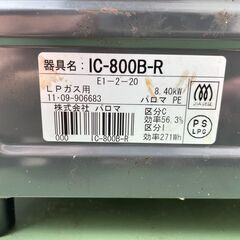 器具名：IC-800B-R
E1-2-20
LPガス用 8.40kW
11.09-906683 パロマ PE
株式会社 パロマ 区分C
効率56.3%
区分I
000 IC-800B-R 効率271Wh
PS
LPG